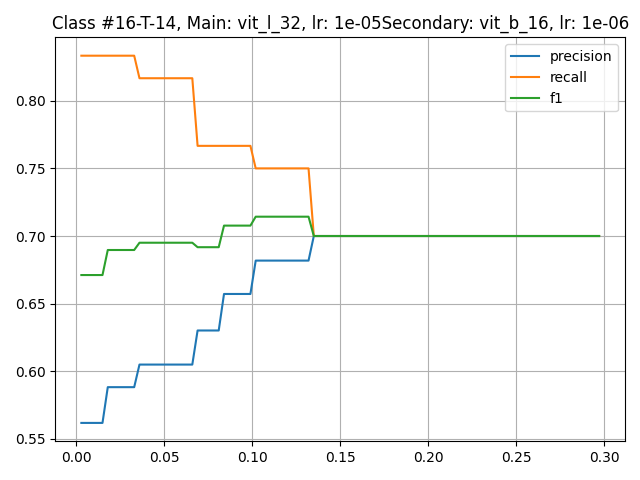 Class #16-T-14, Main: vit_l_32, lr: 1e-05Secondary: vit_b_16, lr: 1e-06
precision
recall
f1
0.80
0.75
0.70
0.65
0.60
0.55
0.00 0.05 0.10 0.15 0.20 0.25 0.30